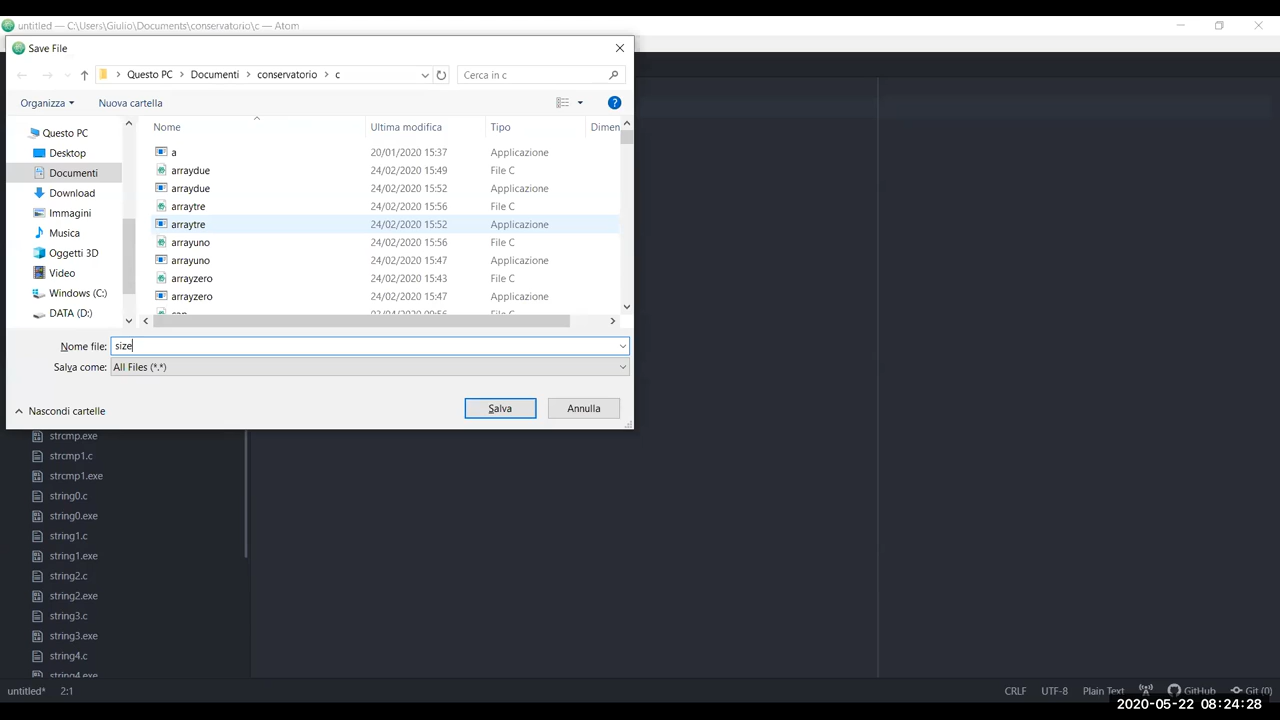 untitled — C:\Users\Giulio\Documents\conservatorio\c — Atom
Save File
Questo PC > Documenti > conservatorio > c
Cerca in c
Organizza
Nuova cartella
?
Nome Ultima modifica Tipo Dimen
Questo PC
Desktop
Documenti
Download
Immagini
Musica
Oggetti 3D
Video
Windows (C:)
DATA (D:)
a 20/01/2020 15:37 Applicazione
arraydue 24/02/2020 15:49 File C
arraydue 24/02/2020 15:52 Applicazione
arraytre 24/02/2020 15:56 File C
arraytre 24/02/2020 15:52 Applicazione
arrayuno 24/02/2020 15:56 File C
arrayuno 24/02/2020 15:47 Applicazione
arrayzero 24/02/2020 15:43 File C
arrayzero 24/02/2020 15:47 Applicazione
Nome file: size
Salva come: All Files (*.*)
Nascondi cartelle
Salva
Annulla
strcmp.exe
strcmp1.c
strcmp1.exe
string0.c
string0.exe
string1.c
string1.exe
string2.c
string2.exe
string3.c
string3.exe
string4.c
string4.exe
untitled* 2:1
CRLF UTF-8 Plain Text GitHub Git (0)
2020-05-22 08:24:28